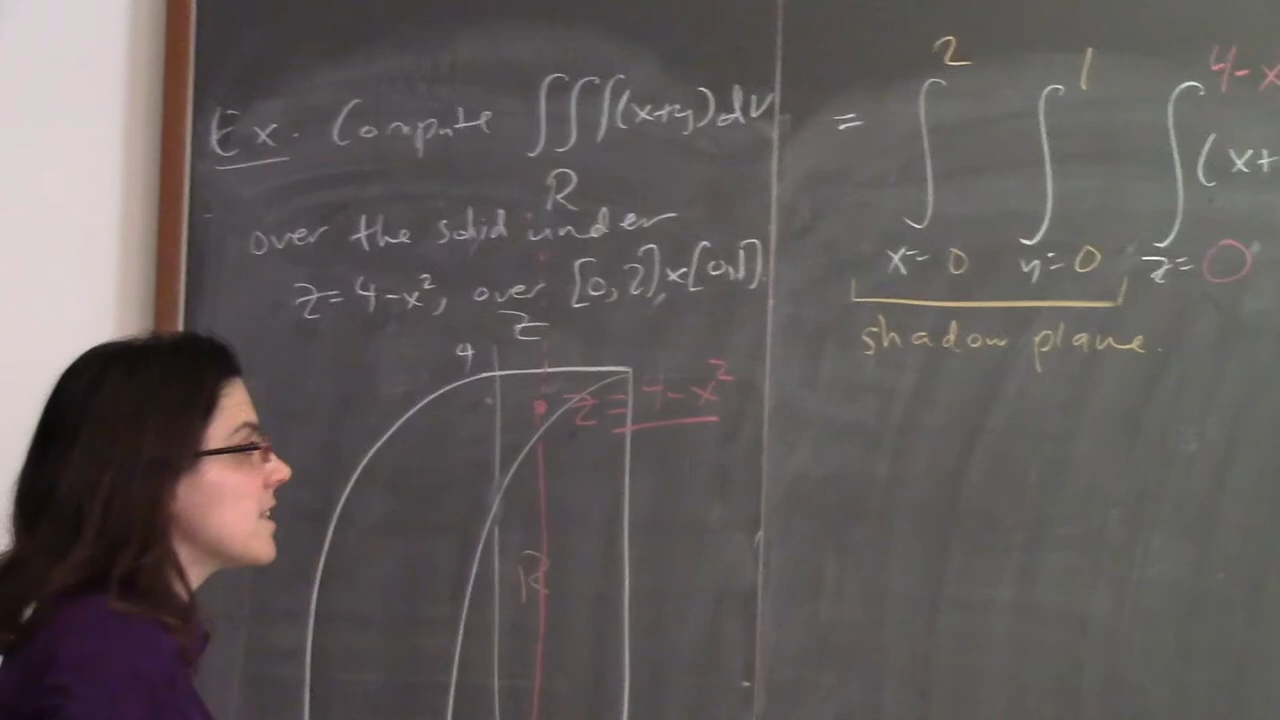 Ex. Compute ∭(x+y)dV
R
over the solid under
z=4-x², over [0,2]×[0,1].
z
4
z=4-x²
R
= ∫ ∫ ∫ (x+
2 1 4-x
x=0 y=0 z=0
shadow plane.